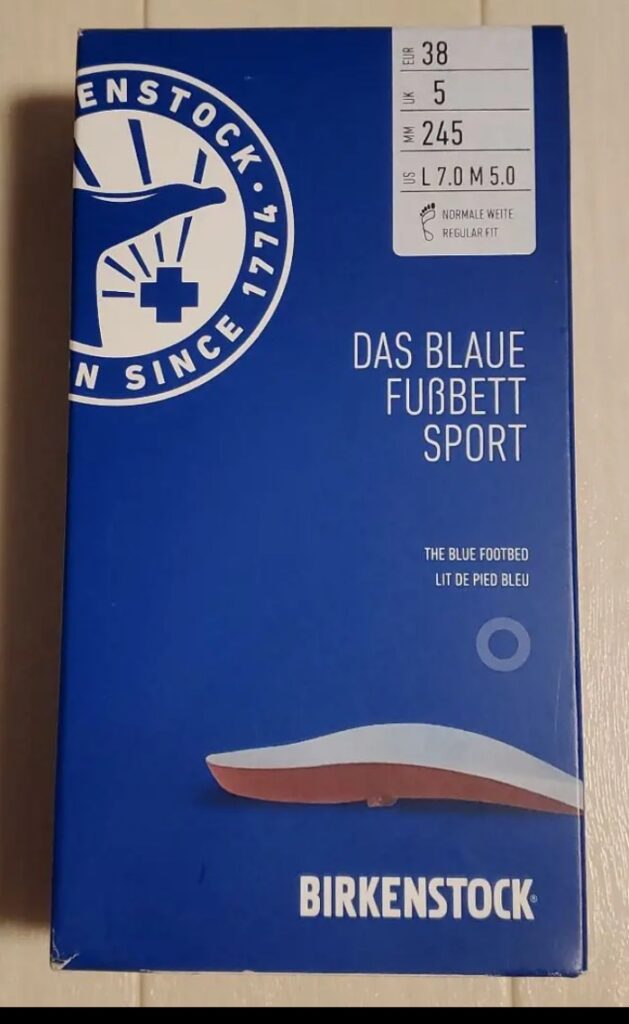 ENSTOCK · 
N SINCE 1774
EUR 38
UK 5
MM 245
US L 7.0 M 5.0
NORMALE WEITE
REGULAR FIT
DAS BLAUE
FUßBETT
SPORT
THE BLUE FOOTBED
LIT DE PIED BLEU
BIRKENSTOCK®